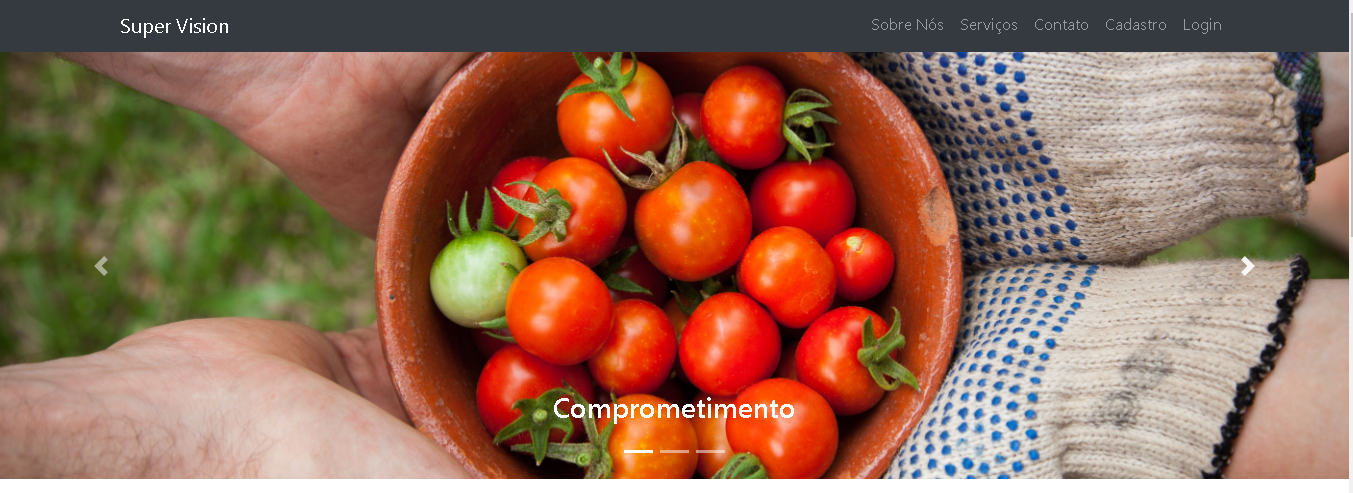 Super Vision
Sobre Nós Serviços Contato Cadastro Login
Comprometimento